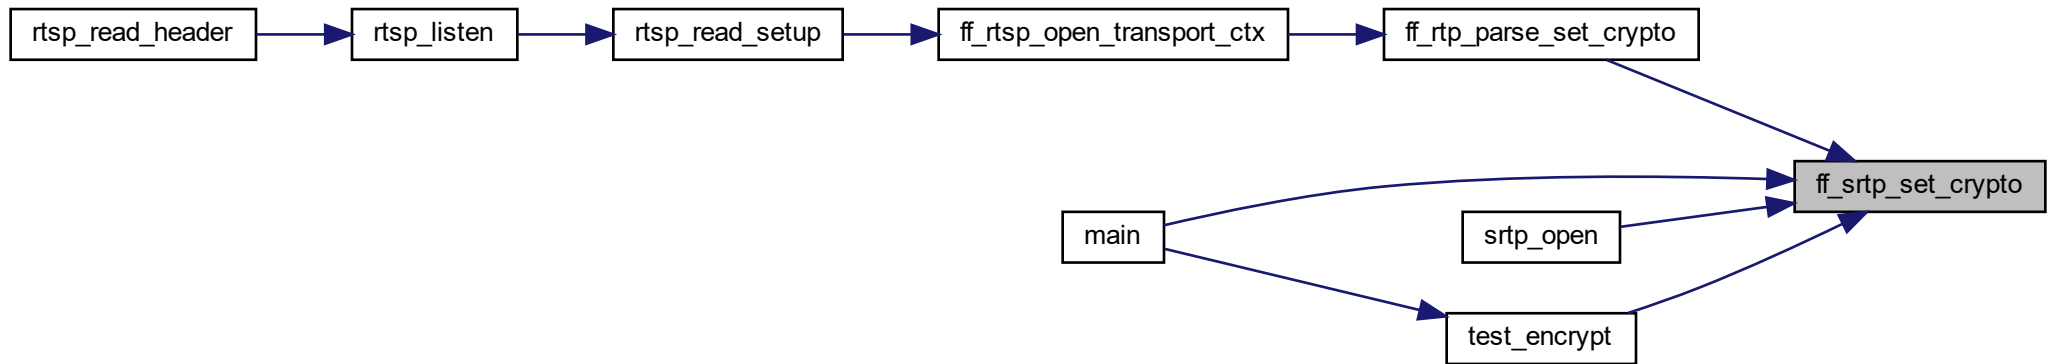 rtsp_read_header
rtsp_listen
rtsp_read_setup
ff_rtsp_open_transport_ctx
ff_rtp_parse_set_crypto
ff_srtp_set_crypto
main
srtp_open
test_encrypt